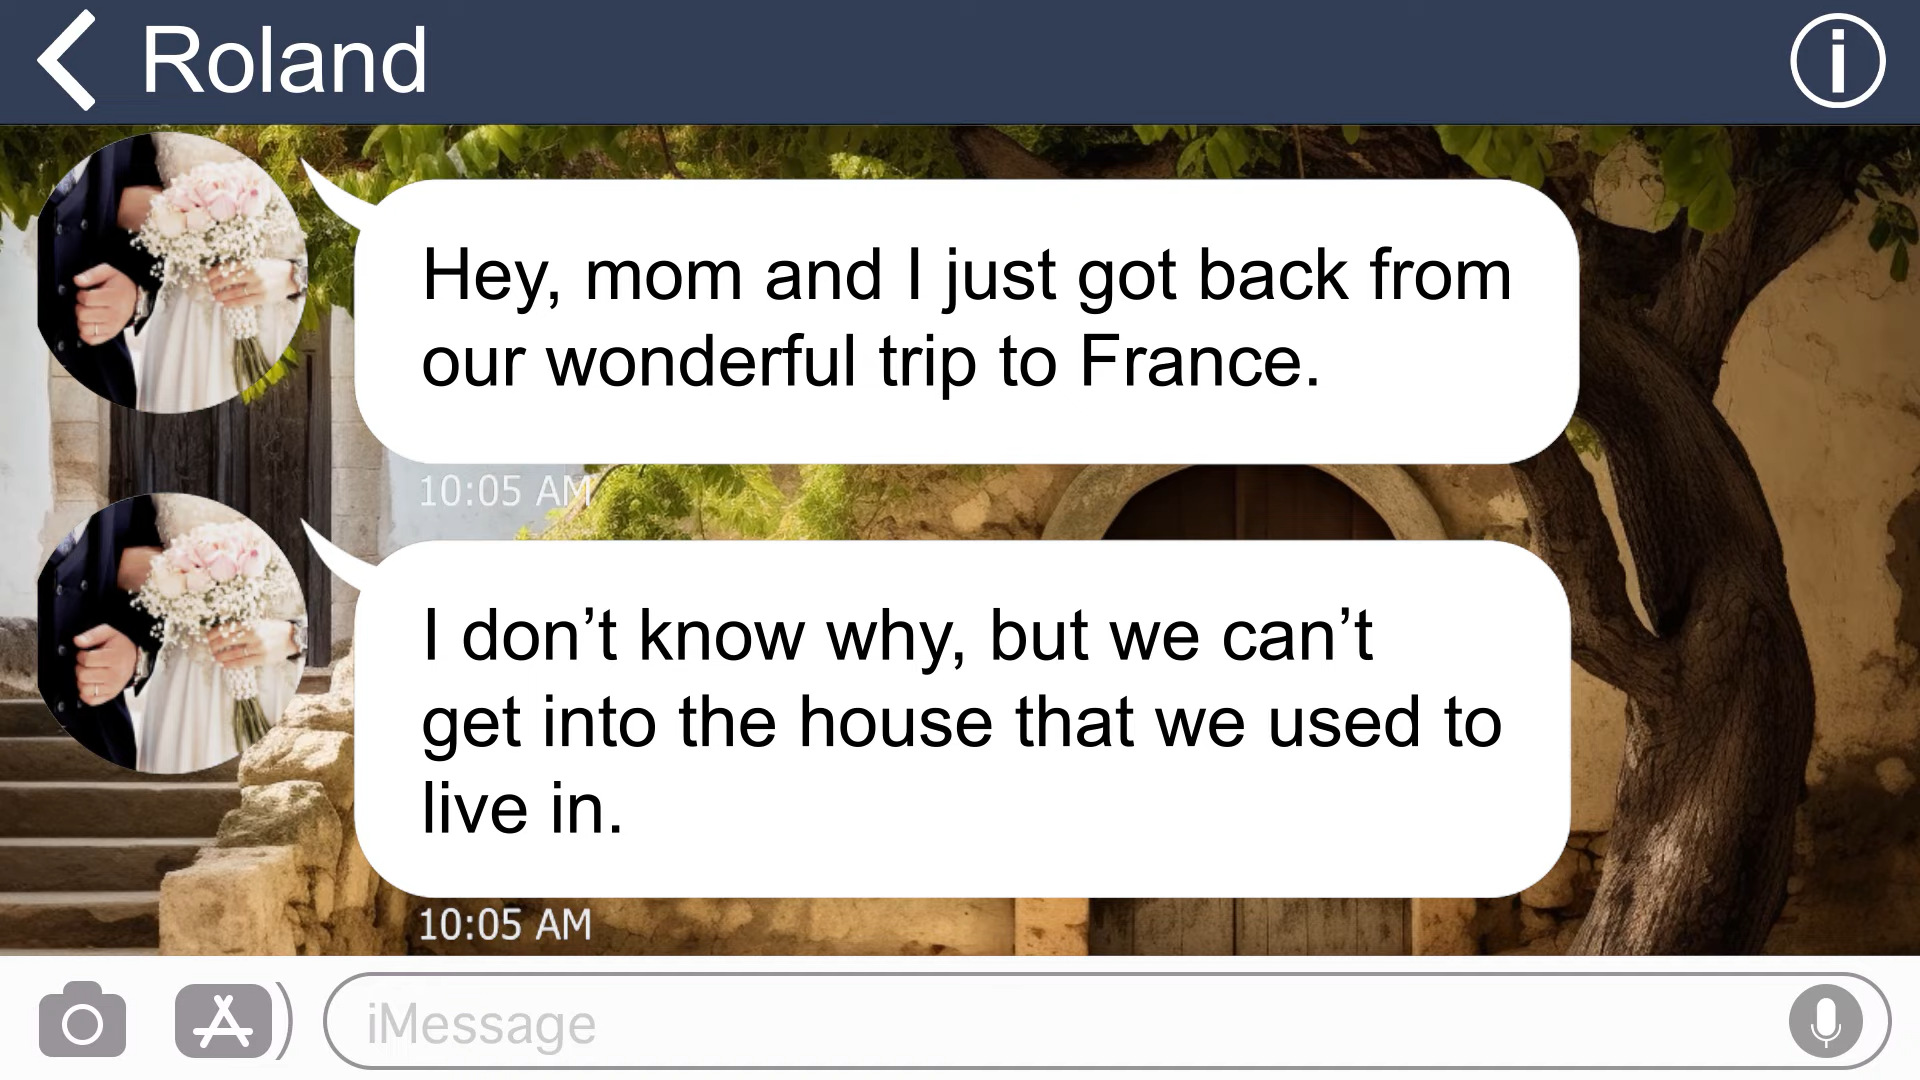 Roland
Hey, mom and I just got back from
our wonderful trip to France.
10:05 AM
I don’t know why, but we can’t
get into the house that we used to
live in.
10:05 AM
iMessage